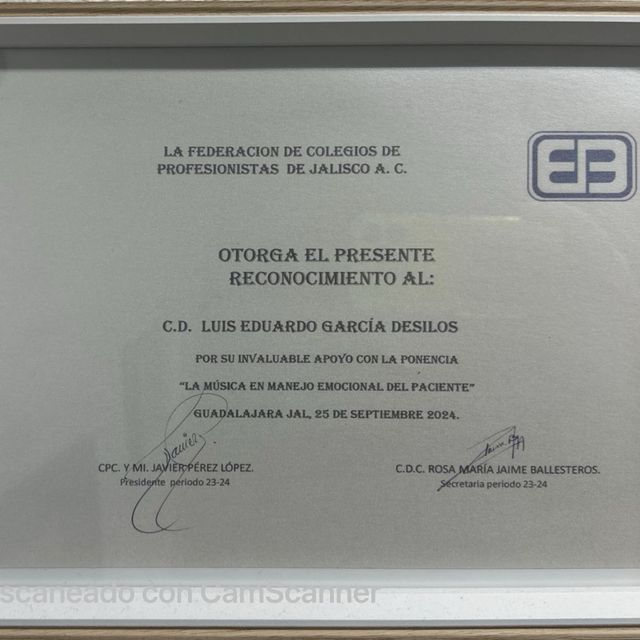 LA FEDERACION DE COLEGIOS DE
PROFESIONISTAS DE JALISCO A. C.
OTORGA EL PRESENTE
RECONOCIMIENTO AL:
C.D. LUIS EDUARDO GARCÍA DESILOS
POR SU INVALUABLE APOYO CON LA PONENCIA
"LA MÚSICA EN MANEJO EMOCIONAL DEL PACIENTE"
GUADALAJARA JAL, 25 DE SEPTIEMBRE 2024.
CPC. Y MI. JAVIER PÉREZ LÓPEZ.
Presidente periodo 23-24
C.D.C. ROSA MARÍA JAIME BALLESTEROS.
Secretaria periodo 23-24
scaneado con CamScanner